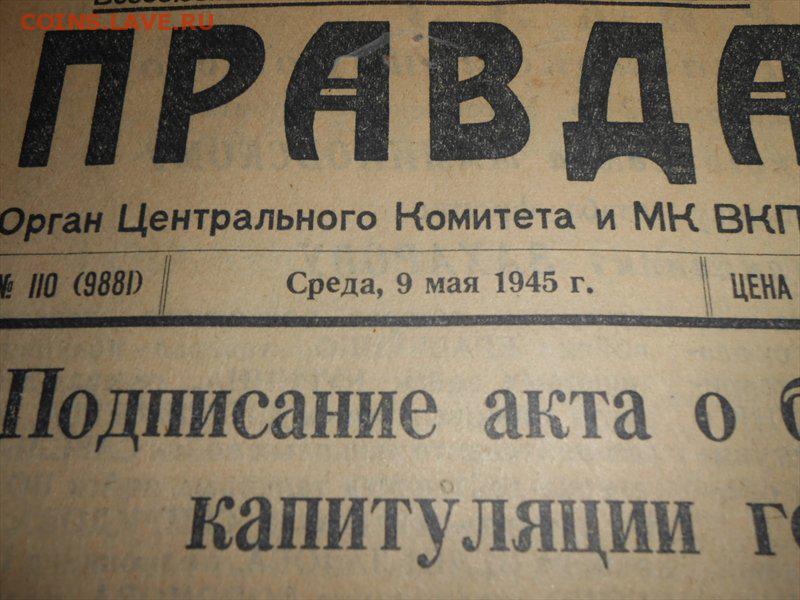 COINS.LAVE.RU
ПРАВДА
Орган Центрального Комитета и МК ВКП
№ 110 (9881) Среда, 9 мая 1945 г. ЦЕНА
Подписание акта о б
капитуляции ге